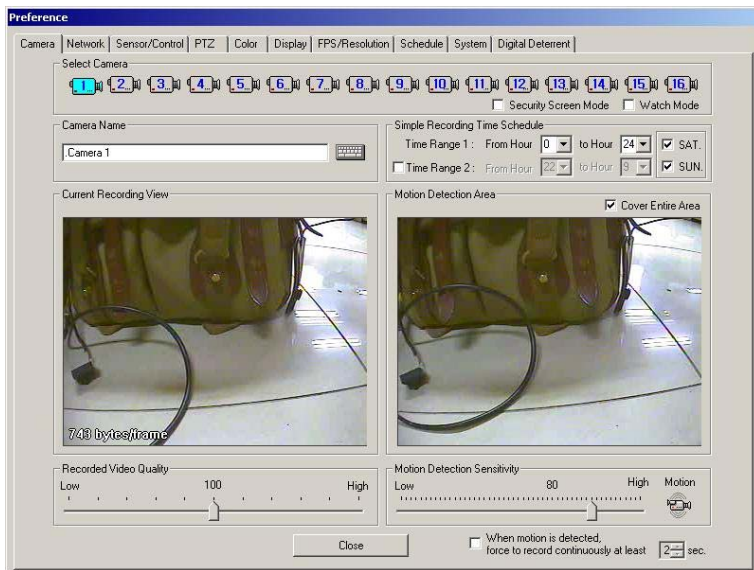 Preference
Camera Network Sensor/Control PTZ Color Display FPS/Resolution Schedule System Digital Deterrent
Select Camera
1... 2... 3... 4... 5... 6... 7... 8... 9... 10... 11... 12... 13... 14... 15... 16...
Security Screen Mode Watch Mode
Camera Name
.Camera 1
Simple Recording Time Schedule
Time Range 1 : From Hour 0 to Hour 24 SAT.
Time Range 2 : From Hour 22 to Hour 9 SUN.
Current Recording View
743 bytes/frame
Motion Detection Area
Cover Entire Area
Recorded Video Quality
Low 100 High
Motion Detection Sensitivity
Low 80 High Motion
Close
When motion is detected,
force to record continuously at least 2 sec.